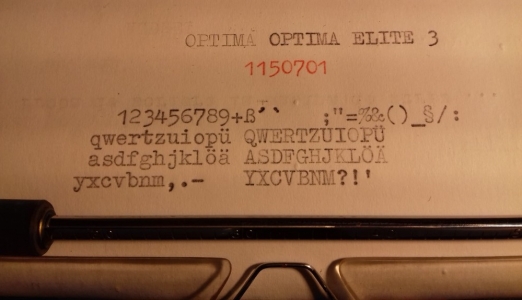 OPTIMA OPTIMA ELITE 3
1150701
123456789+ß´` ;"=%&()_§/:
qwertzuiopü QWERTZUIOPÜ
asdfghjklöä ASDFGHJKLÖÄ
yxcvbnm,.- YXCVBNM?!'